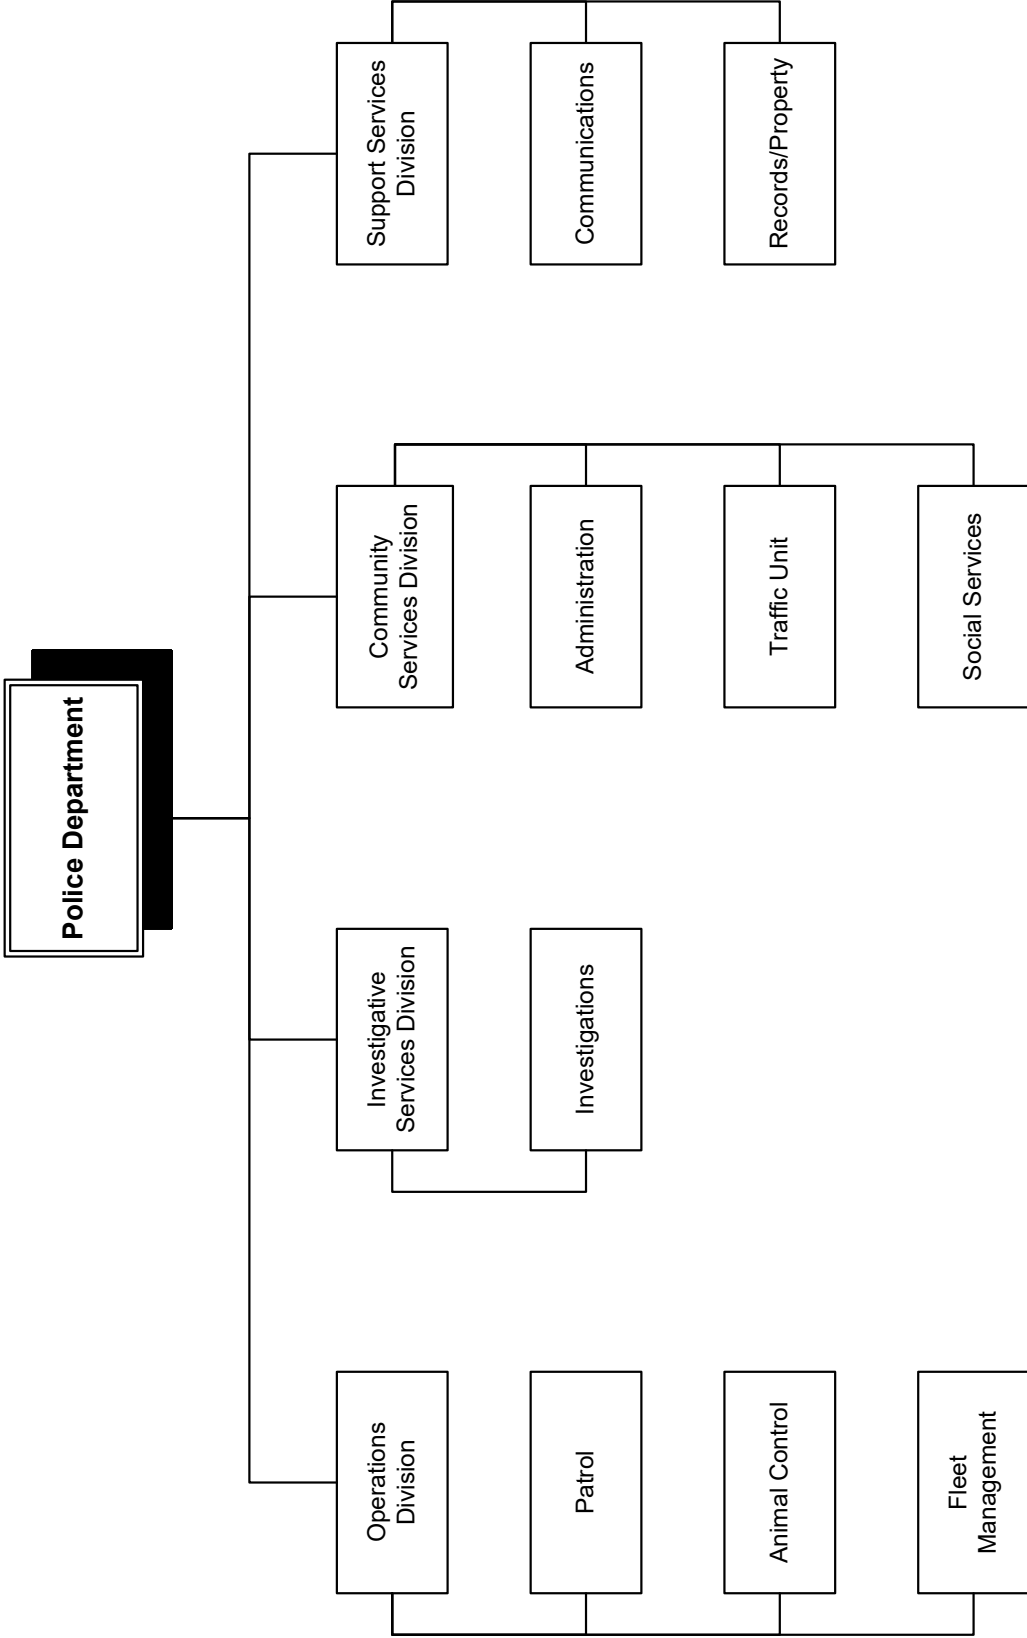 Police Department
Operations
Division
Patrol
Animal Control
Fleet
Management
Investigative
Services Division
Investigations
Community
Services Division
Administration
Traffic Unit
Social Services
Support Services
Division
Communications
Records/Property